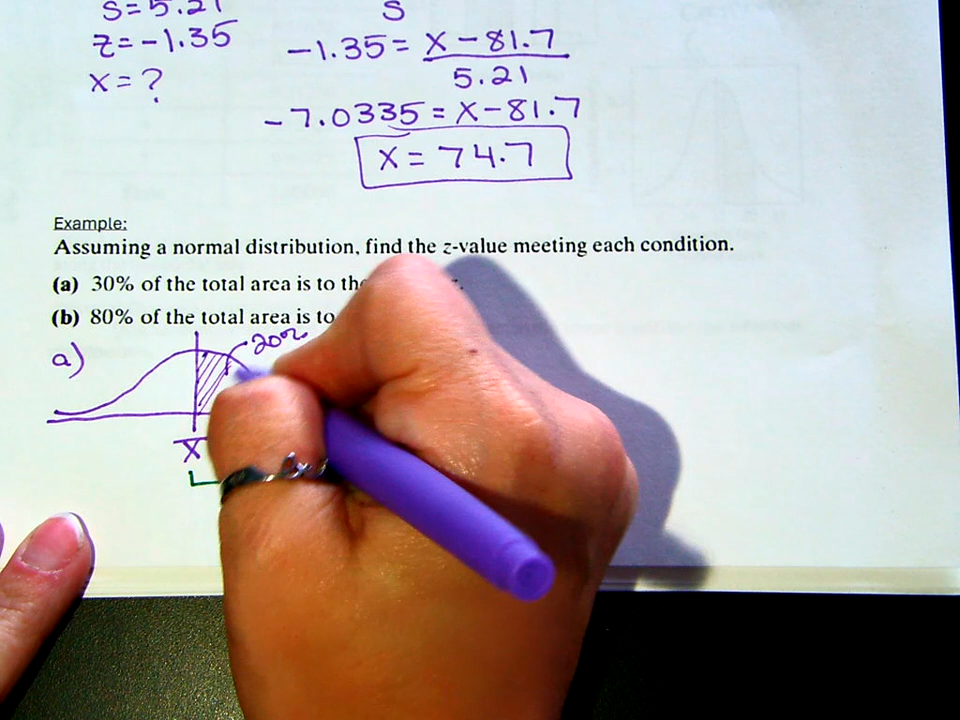 S=5.21 S
z=-1.35 -1.35= X-81.7
x=? 5.21
-7.0335=X-81.7
X=74.7
Example:
Assuming a normal distribution, find the z-value meeting each condition.
(a) 30% of the total area is to the z.
(b) 80% of the total area is to
a) 20%
X̄